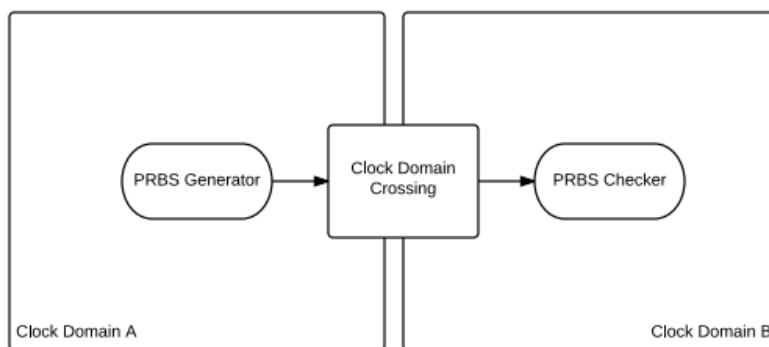 PRBS Generator
Clock Domain
Crossing
PRBS Checker
Clock Domain A
Clock Domain B